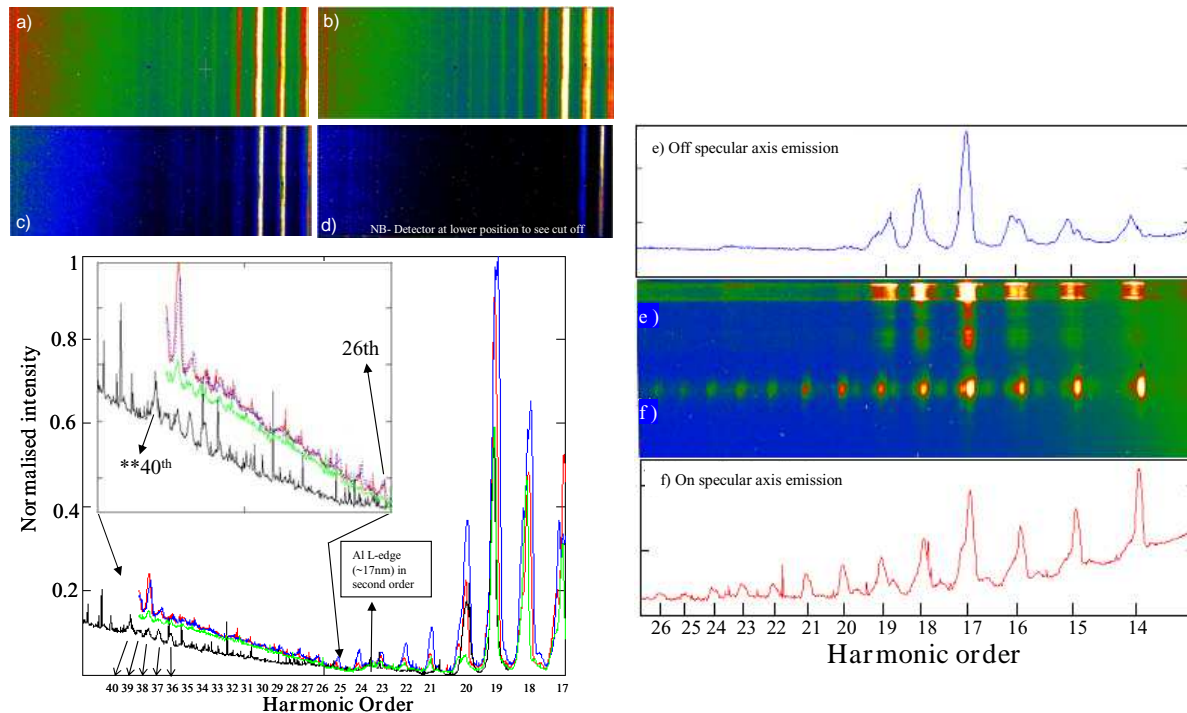 a)
b)
c)
d)
NB- Detector at lower position to see cut off
Normalised intensity
1
0.8
0.6
0.4
0.2
26th
**40th
Al L-edge
(~17nm) in
second order
40 39 38 37 36 35 34 33 32 31 30 29 28 27 26 25 24 23 22 21 20 19 18 17
Harmonic Order
e) Off specular axis emission
e )
f )
f) On specular axis emission
26 25 24 23 22 21 20 19 18 17 16 15 14
Harmonic order